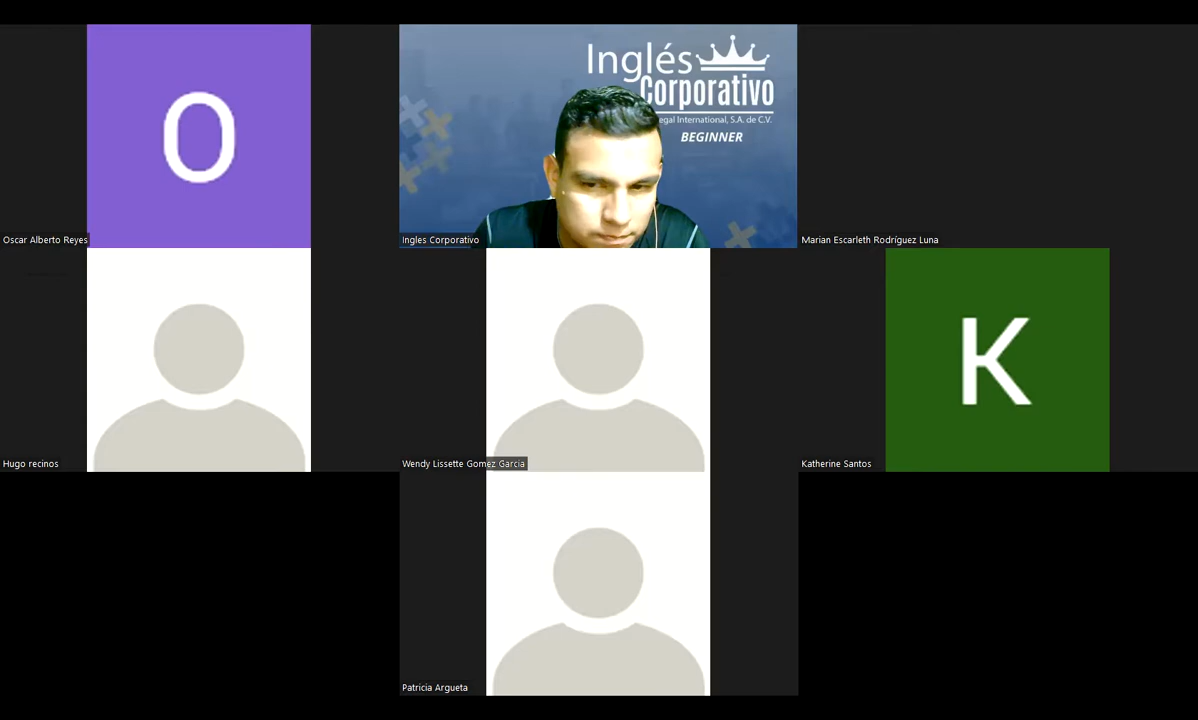 O
Inglés
Corporativo
egal International, S.A. de C.V.
BEGINNER
Oscar Alberto Reyes
Ingles Corporativo
Marian Escarleth Rodríguez Luna
K
Hugo recinos
Wendy Lissette Gomez Garcia
Katherine Santos
Patricia Argueta